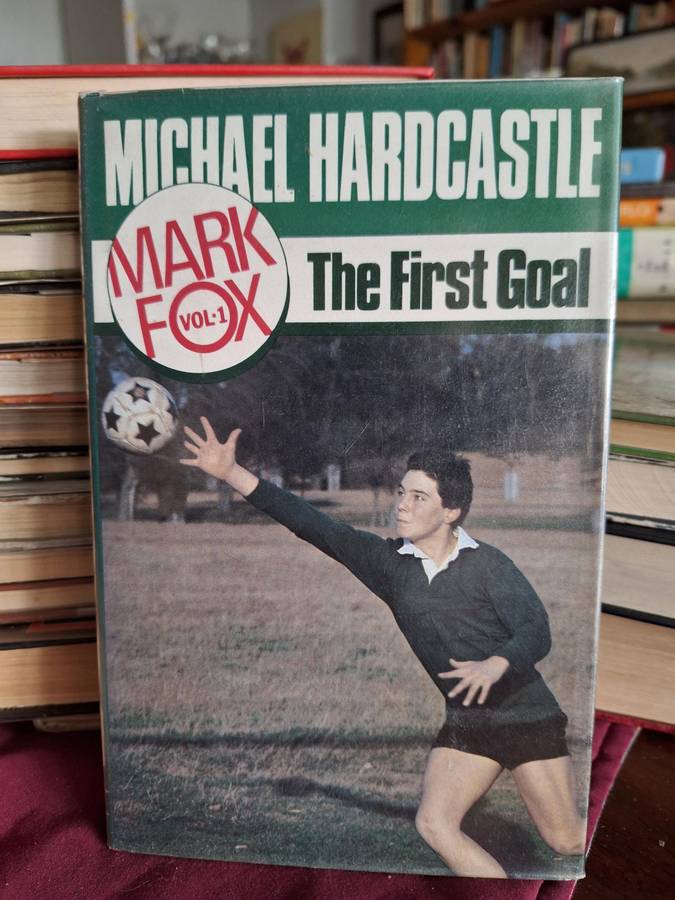 MICHAEL HARDCASTLE
MARK
FOX
VOL·1
The First Goal